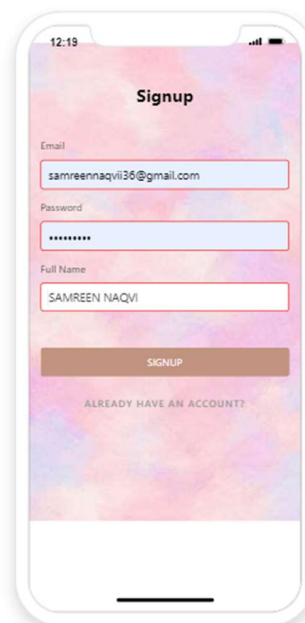 12:19
Signup
Email
samreennaqvii36@gmail.com
Password
•••••••••
Full Name
SAMREEN NAQVI
SIGNUP
ALREADY HAVE AN ACCOUNT?